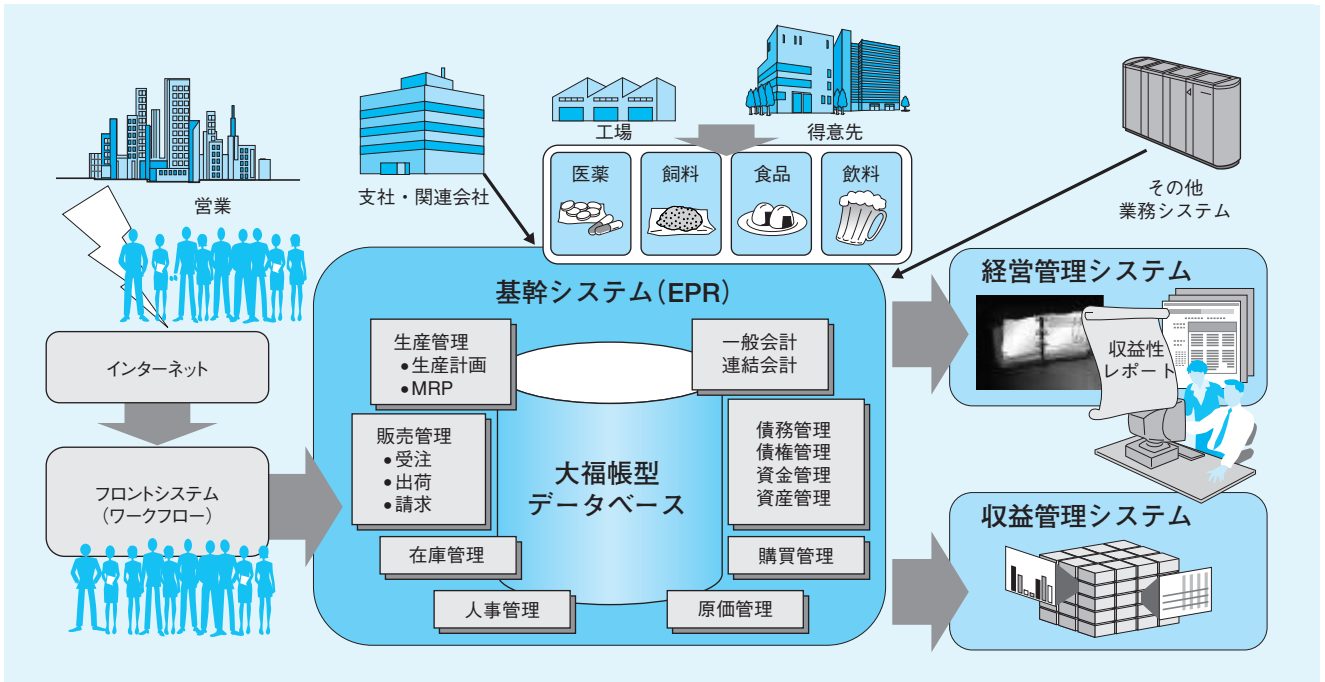 工場
得意先
医薬
飼料
食品
飲料
営業
支社・関連会社
その他
業務システム
インターネット
フロントシステム
(ワークフロー)
基幹システム(EPR)
生産管理
●生産計画
●MRP
一般会計
連結会計
販売管理
●受注
●出荷
●請求
債務管理
債権管理
資金管理
資産管理
大福帳型
データベース
在庫管理
購買管理
人事管理
原価管理
経営管理システム
収益性
レポート
収益管理システム